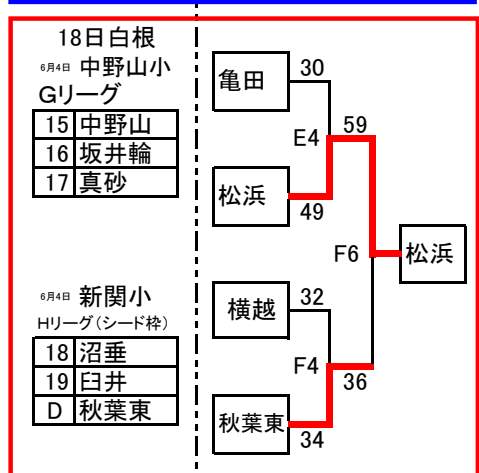 18日白根
6月4日 中野山小
Gリーグ
15 中野山
16 坂井輪
17 真砂
6月4日 新関小
Hリーグ(シード枠)
18 沼垂
19 臼井
D 秋葉東
亀田 30
E4 59
松浜 49
F6 松浜
横越 32
F4 36
秋葉東 34